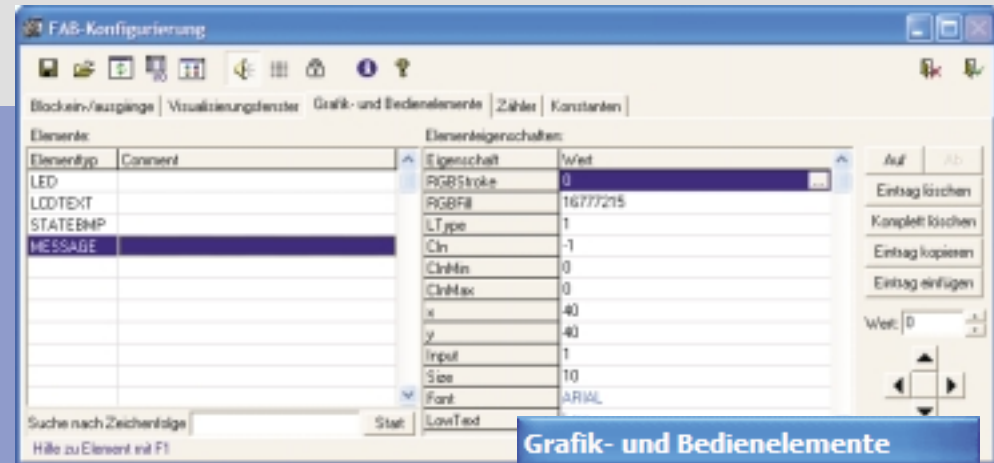 FAB-Konfigurierung
Blockein-/ausgänge Visualisierungsfenster Grafik- und Bedienelemente Zähler Konstanten
Elemente:
Elementtyp Comment
LED
LCDTEXT
STATEBMP
MESSAGE
Suche nach Zeichenfolge Start
Hilfe zu Element mit F1
Elementeigenschaften:
Eigenschaft Wert
RGBStroke 0 ...
RGBFill 16777215
LType 1
CIn -1
CInMin 0
CInMax 0
x 40
y 40
Input 1
Size 10
Font ARIAL
LowText
Auf Ab
Eintrag löschen
Komplett löschen
Eintrag kopieren
Eintrag einfügen
Wert: 0
Grafik- und Bedienelemente